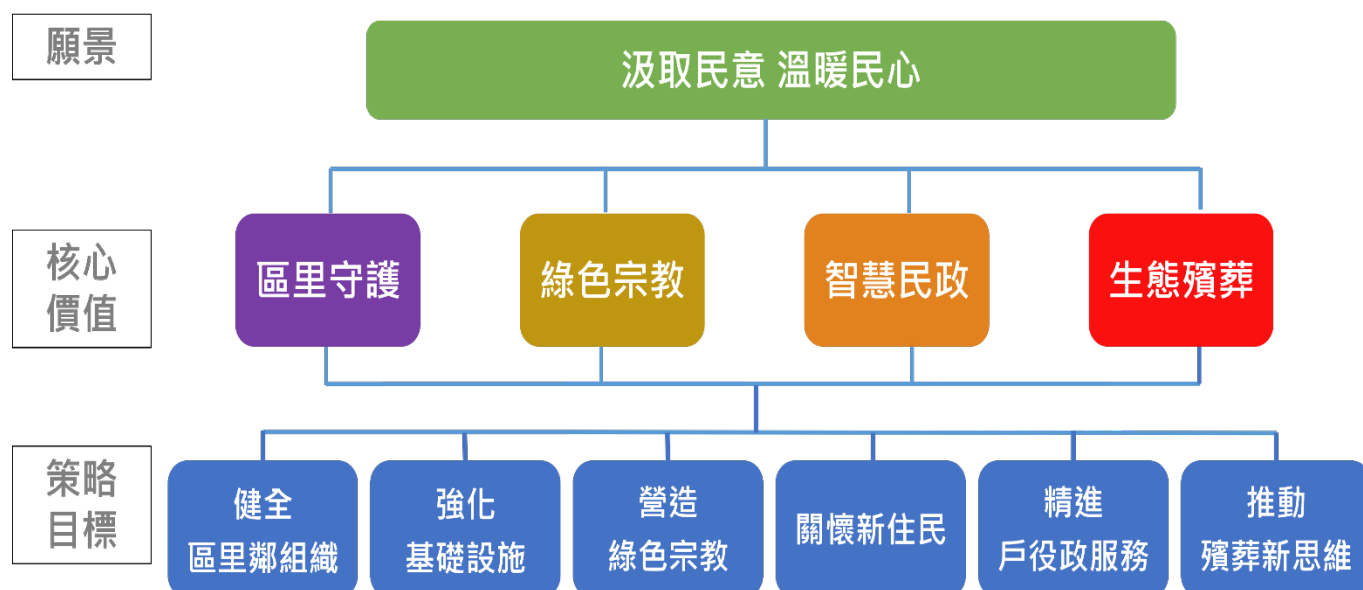 願景
汲取民意 溫暖民心
核心
價值
區里守護
綠色宗教
智慧民政
生態殯葬
策略
目標
健全
區里鄰組織
強化
基礎設施
營造
綠色宗教
關懷新住民
精進
戶役政服務
推動
殯葬新思維